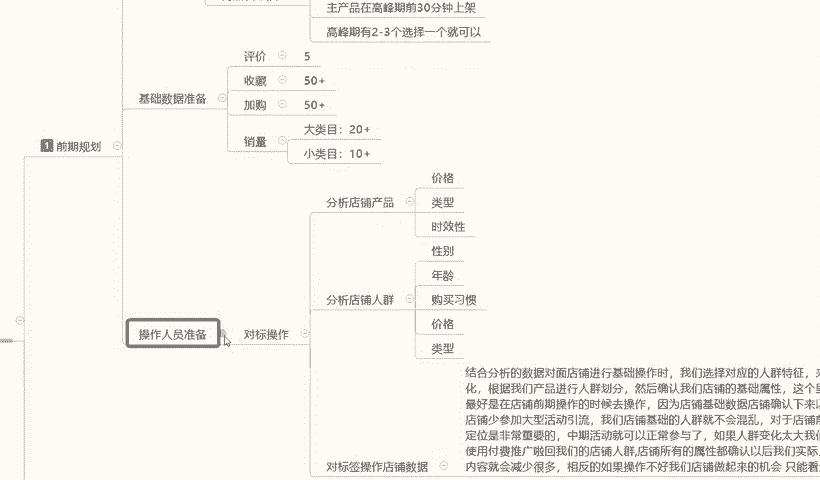 主产品在高峰期前30分钟上架
高峰期有2-3个选择一个就可以
评价 5
收藏 50+
基础数据准备
加购 50+
大类目：20+
销量
1 前期规划
小类目：10+
价格
分析店铺产品 类型
时效性
性别
年龄
分析店铺人群 购买习惯
价格
操作人员准备 对标操作
类型
结合分析的数据对面店铺进行基础操作时，我们选择对应的人群特征，
化，根据我们产品进行人群划分，然后确认我们店铺的基础属性，这个
最好是在店铺前期操作的时候去操作，因为店铺基础数据店铺确认下来
店铺少参加大型活动引流，我们店铺基础的人群就不会混乱，对于店铺
定位是非常重要的，中期活动就可以正常参与了，如果人群变化太大我们
使用付费推广啦回我们的店铺人群,店铺所有的属性都确认以后我们实际
对标签操作店铺数据 内容就会减少很多，相反的如果操作不好我们店铺做起来的机会 只能看